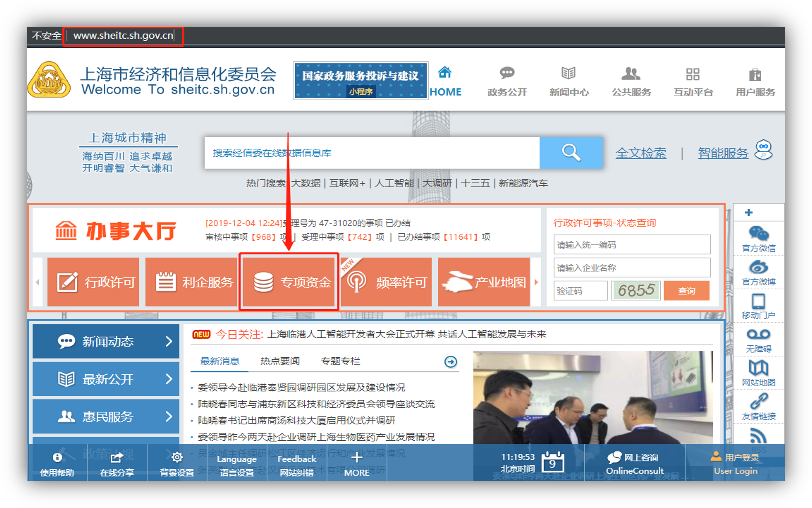 不安全 www.sheitc.sh.gov.cn
上海市经济和信息化委员会
Welcome To sheitc.sh.gov.cn
国家政务服务投诉与建议
小程序
HOME
政务公开
新闻中心
公共服务
互动平台
用户服务
上海城市精神
海纳百川 追求卓越
开明睿智 大气谦和
搜索经信委在线数据信息库
全文检索 | 智能服务
热门搜索 大数据 | 互联网+ | 人工智能 | 大调研 | 十三五 | 新能源汽车
办事大厅
[2019-12-04 12:24]受理号为 47-31020的事项 已办结
审核中事项【968】项 | 受理中事项【742】项 | 已办结事项【11641】项
行政许可
利企服务
专项资金
NEW
频率许可
产业地图
行政许可事项-状态查询
请输入统一编码
请输入企业名称
验证码
6855
查询
官方微信
官方微博
移动门户
无障碍
网站地图
友情链接
新闻动态
最新公开
惠民服务
NEW 今日关注: 上海临港人工智能开发者大会正式开幕 共话人工智能发展与未来
最新消息 热点要闻 专题专栏
委领导今赴临港奉贤园调研园区发展及建设情况
陆晓春同志与浦东新区科技和经济委员会领导座谈交流
陆晓春书记出席商汤科技大厦启用仪式并调研
委领导昨今两天赴企业调研上海生物医药产业发展情况
使用帮助
在线分享
背景设置
Language
语言设置
Feedback
网站纠错
MORE
11:19:53
北京时间
9
网上咨询
OnlineConsult
用户登录
User Login